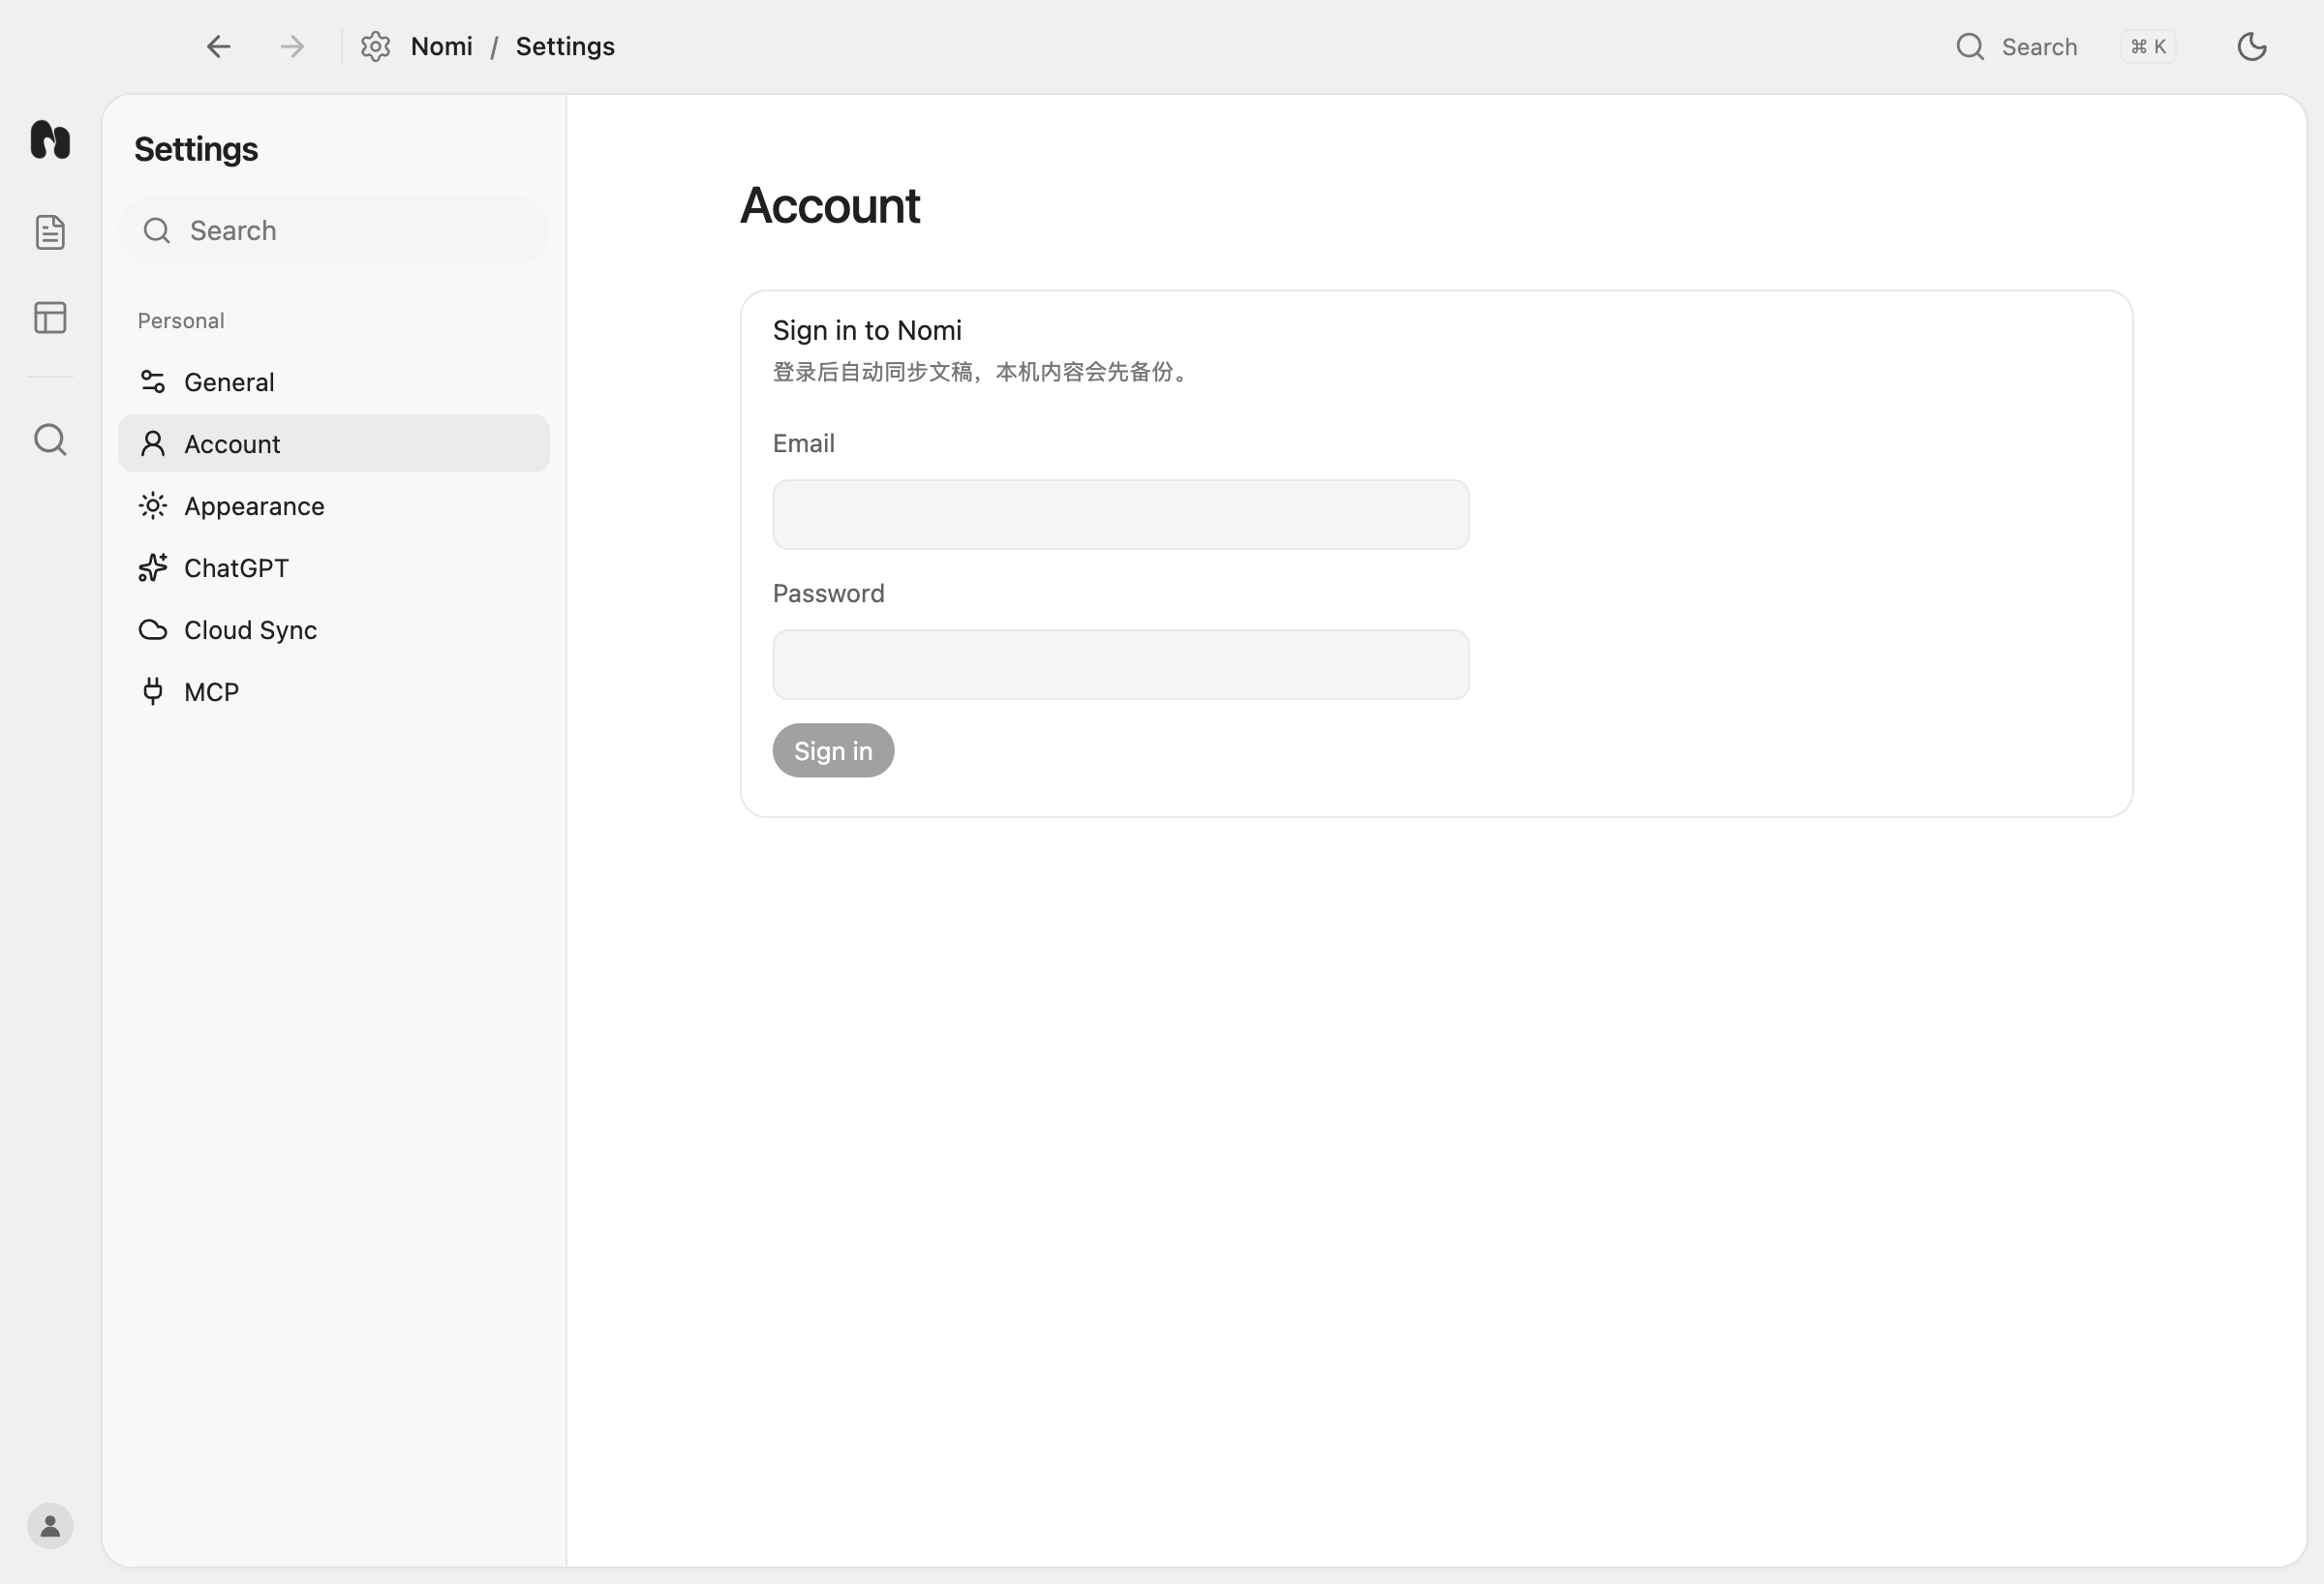 Nomi / Settings
Search ⌘ K
Settings
Search
Personal
General
Account
Appearance
ChatGPT
Cloud Sync
MCP
Account
Sign in to Nomi
登录后自动同步文稿，本机内容会先备份。
Email
Password
Sign in